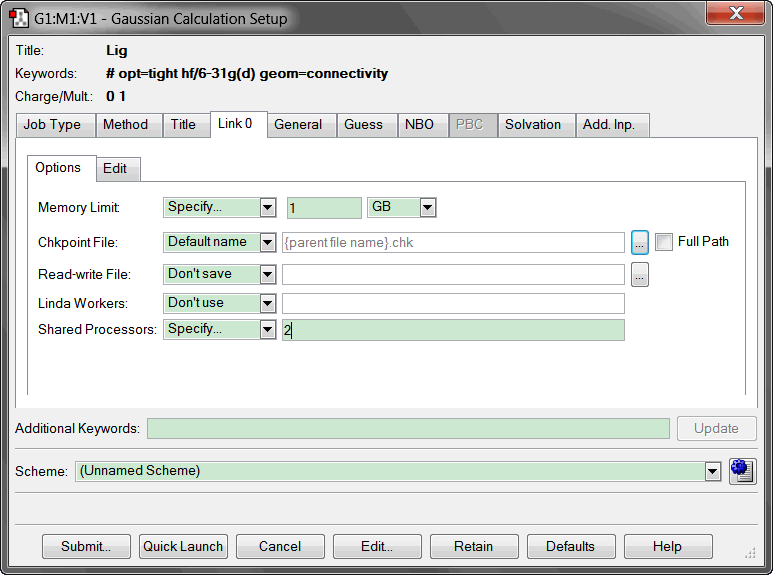 G1:M1:V1 - Gaussian Calculation Setup
Title: Lig
Keywords: # opt=tight hf/6-31g(d) geom=connectivity
Charge/Mult.: 0 1
Job Type Method Title Link 0 General Guess NBO PBC Solvation Add. Inp.
Options Edit
Memory Limit: Specify... 1 GB
Chkpoint File: Default name {parent file name}.chk ... Full Path
Read-write File: Don't save ...
Linda Workers: Don't use
Shared Processors: Specify... 2
Additional Keywords: Update
Scheme: (Unnamed Scheme)
Submit... Quick Launch Cancel Edit... Retain Defaults Help